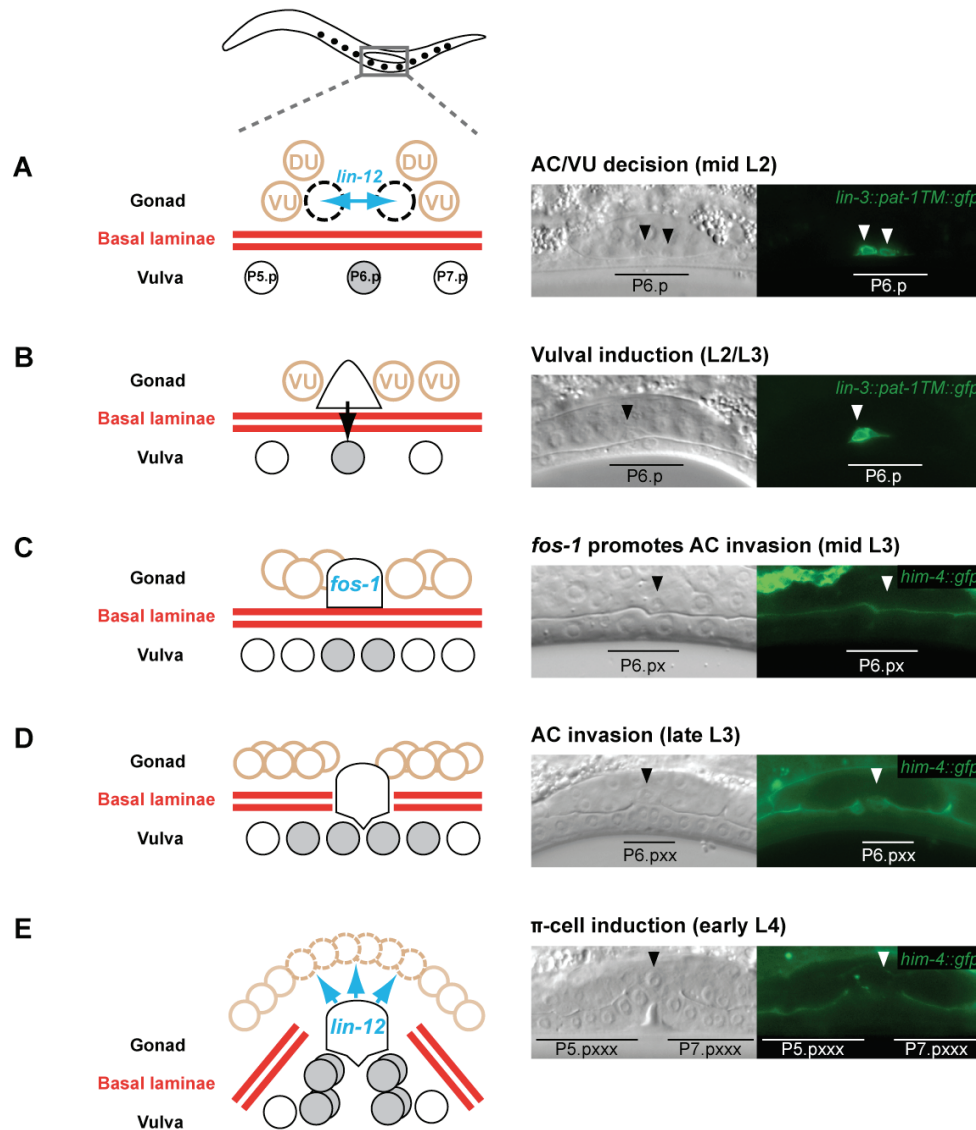 A
DU
DU
lin-12
VU
VU
Gonad
Basal laminae
Vulva
P5.p
P6.p
P7.p
AC/VU decision (mid L2)
lin-3::pat-1TM::gfp
P6.p
P6.p
B
Gonad
VU
VU
VU
Basal laminae
Vulva
Vulval induction (L2/L3)
lin-3::pat-1TM::gfp
P6.p
P6.p
C
Gonad
fos-1
Basal laminae
Vulva
fos-1 promotes AC invasion (mid L3)
him-4::gfp
P6.px
P6.px
D
Gonad
Basal laminae
Vulva
AC invasion (late L3)
him-4::gfp
P6.pxx
P6.pxx
E
lin-12
Gonad
Basal laminae
Vulva
π-cell induction (early L4)
him-4::gfp
P5.pxxx
P7.pxxx
P5.pxxx
P7.pxxx